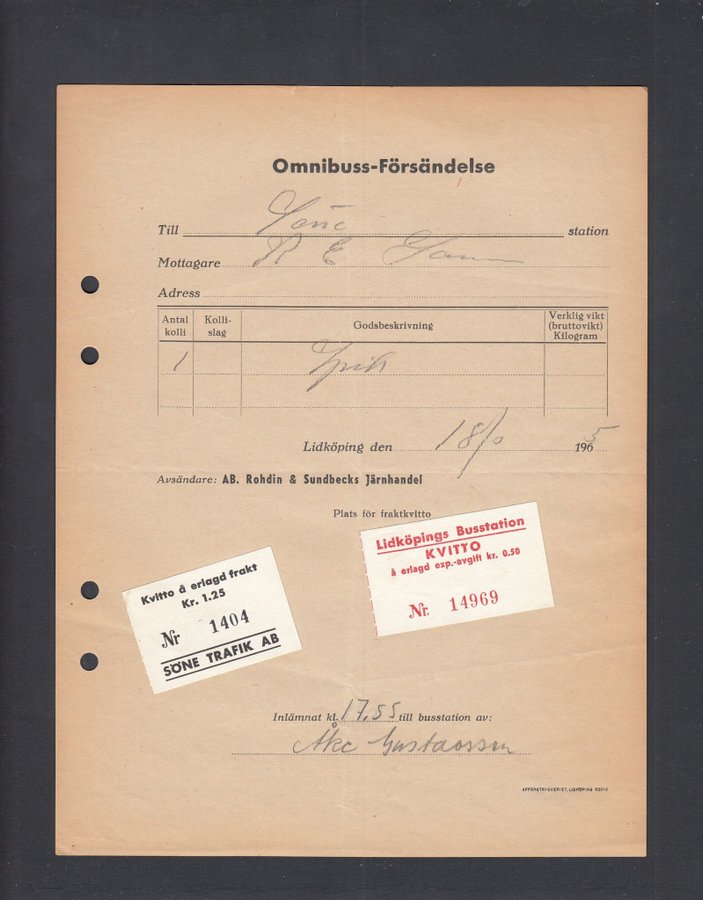 Omnibuss-Försändelse
Till Söne station
Mottagare R E
Adress
Antal kolli Kolli-slag Godsbeskrivning Verklig vikt (bruttovikt) Kilogram
1 Spik
Lidköping den 18/ 1965
Avsändare: AB. Rohdin & Sundbecks Järnhandel
Plats för fraktkvitto
Lidköpings Busstation
KVITTO
å erlagd exp.-avgift kr. 0.50
Nr 14969
Kvitto å erlagd frakt
Kr. 1.25
Nr 1404
SÖNE TRAFIK AB
Inlämnat kl. 17.55 till busstation av:
Åke Gustavsson